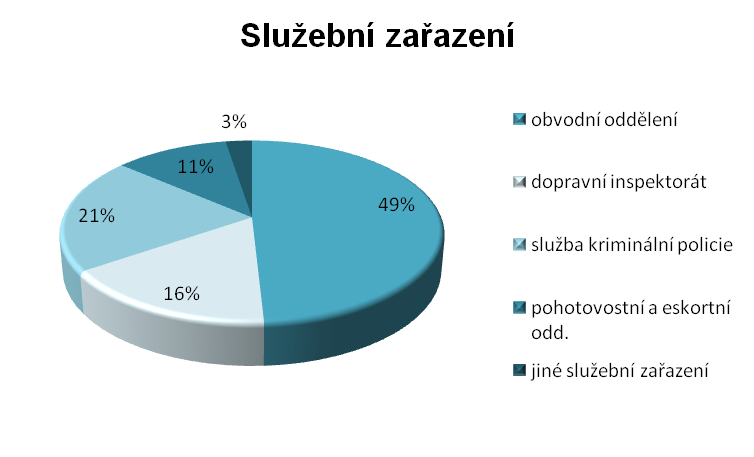 Služební zařazení
3%
11%
49%
21%
16%
obvodní oddělení
dopravní inspektorát
služba kriminální policie
pohotovostní a eskortní
odd.
jiné služební zařazení